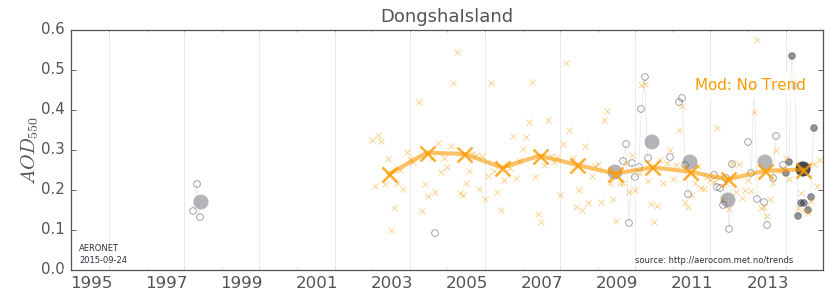 DongshaIsland
0.6
0.5
0.4
0.3
0.2
0.1
0.0
AOD550
Mod: No Trend
AERONET
2015-09-24
source: http://aerocom.met.no/trends
1995 1997 1999 2001 2003 2005 2007 2009 2011 2013